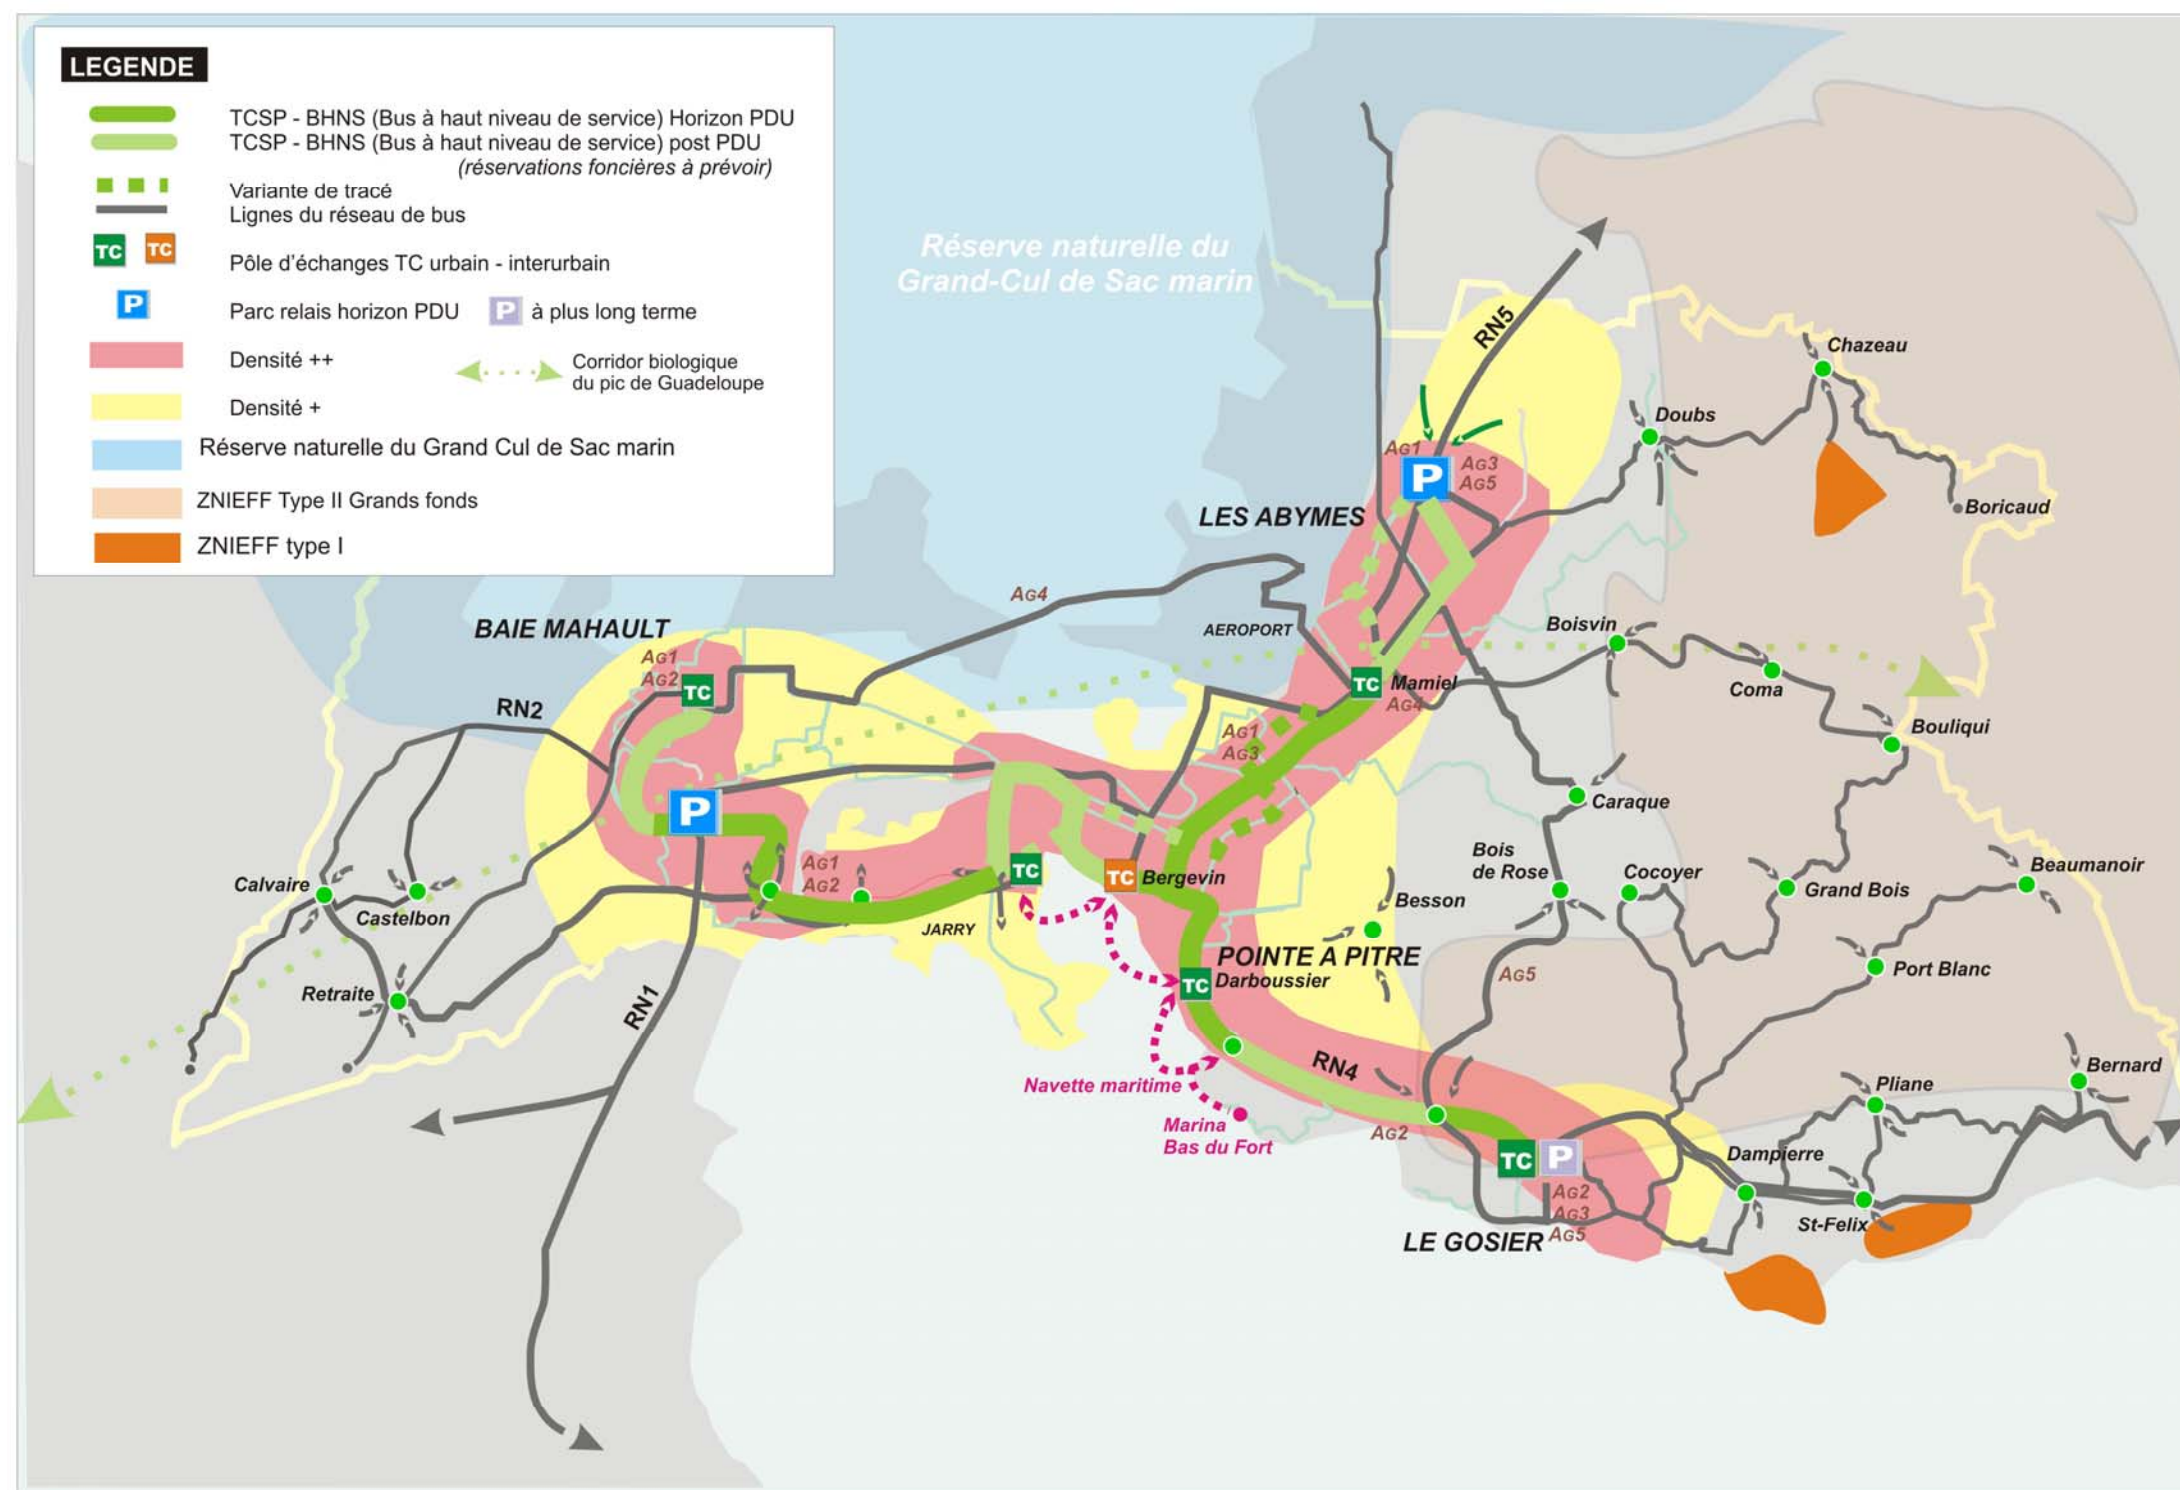 LEGENDE
TCSP - BHNS (Bus à haut niveau de service) Horizon PDU
TCSP - BHNS (Bus à haut niveau de service) post PDU
(réservations foncières à prévoir)
Variante de tracé
Lignes du réseau de bus
TC TC
Pôle d'échanges TC urbain - interurbain
P
Parc relais horizon PDU
P
à plus long terme
Densité ++
Corridor biologique
du pic de Guadeloupe
Densité +
Réserve naturelle du Grand Cul de Sac marin
ZNIEFF Type II Grands fonds
ZNIEFF type I
Réserve naturelle du
Grand-Cul de Sac marin
RN5
Chazeau
Doubs
AG1
P
AG3
AG5
Boricaud
LES ABYMES
AG4
BAIE MAHAULT
AEROPORT
Boisvin
AG1
AG2
TC
TC
Mamiel
AG4
Coma
RN2
AG1
AG3
Bouliqui
P
Caraque
Bois
de Rose
Cocoyer
Beaumanoir
AG1
AG2
TC
TC
Bergevin
Grand Bois
Calvaire
Castelbon
Besson
JARRY
POINTE A PITRE
TC
Darboussier
AG5
Port Blanc
Retraite
RN1
RN4
Navette maritime
Bernard
Pliane
Marina
Bas du Fort
AG2
TC
P
Dampierre
AG2
AG3
AG5
St-Felix
LE GOSIER